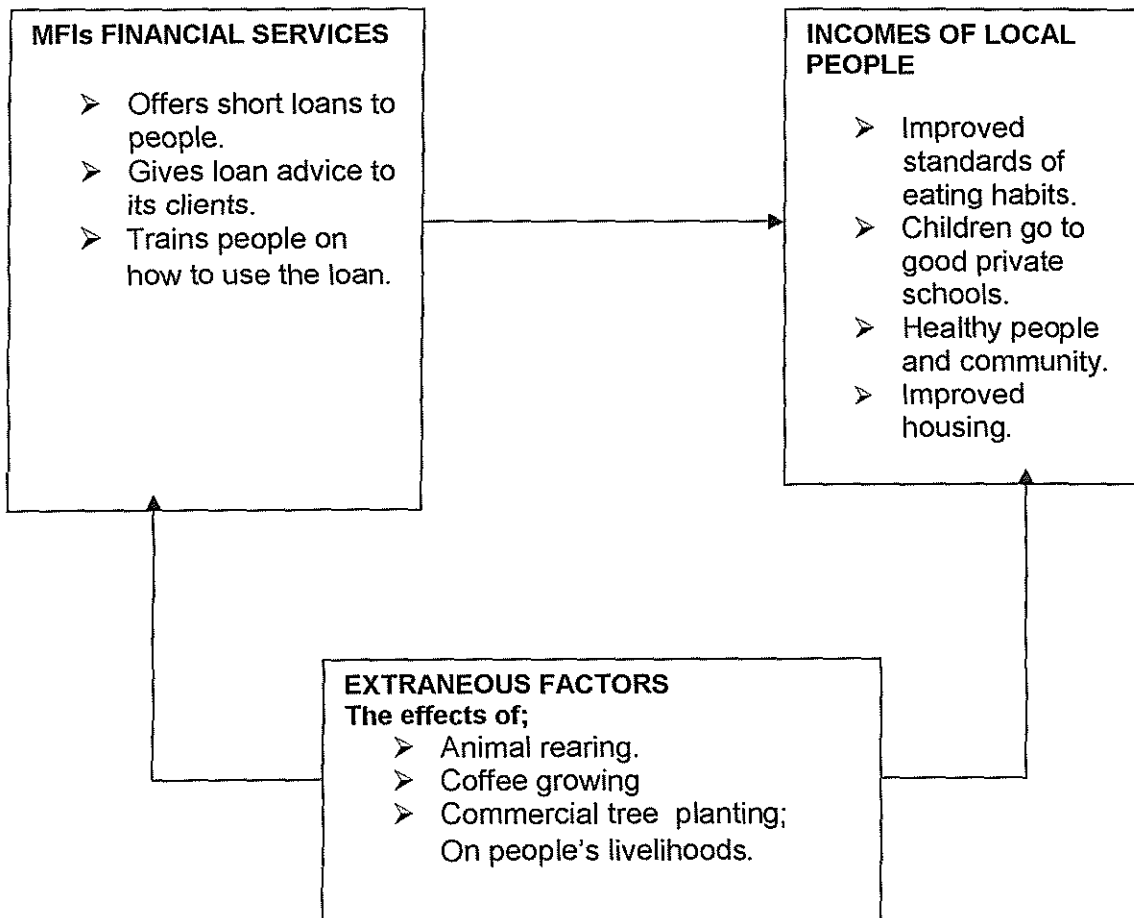 MFIs FINANCIAL SERVICES
➢ Offers short loans to
people.
➢ Gives loan advice to
its clients.
➢ Trains people on
how to use the loan.
INCOMES OF LOCAL
PEOPLE
➢ Improved
standards of
eating habits.
➢ Children go to
good private
schools.
➢ Healthy people
and community.
➢ Improved
housing.
EXTRANEOUS FACTORS
The effects of;
➢ Animal rearing.
➢ Coffee growing
➢ Commercial tree planting;
On people's livelihoods.